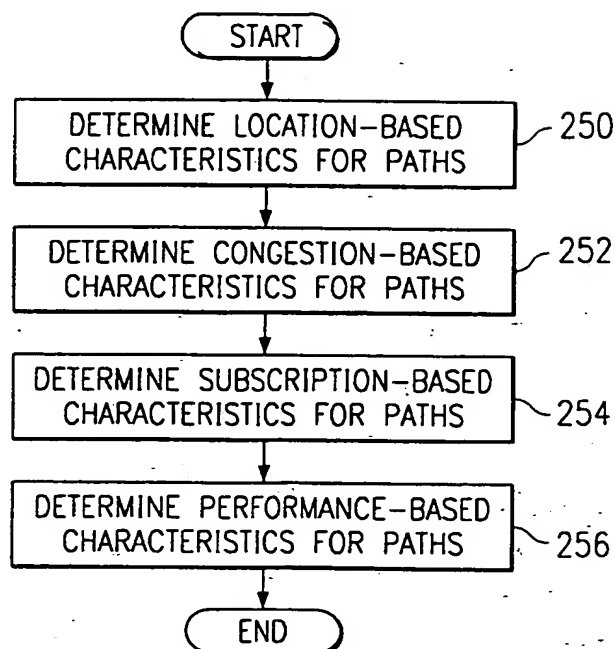 START
DETERMINE LOCATION-BASED
CHARACTERISTICS FOR PATHS
250
DETERMINE CONGESTION-BASED
CHARACTERISTICS FOR PATHS
252
DETERMINE SUBSCRIPTION-BASED
CHARACTERISTICS FOR PATHS
254
DETERMINE PERFORMANCE-BASED
CHARACTERISTICS FOR PATHS
256
END